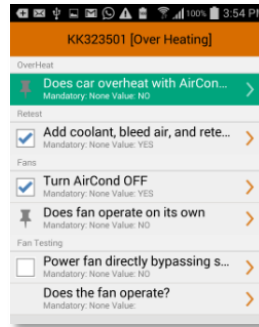 100% 3:54 PM
KK323501 [Over Heating]
OverHeat
Does car overheat with AirCon...
Mandatory: None Value: NO
Retest
Add coolant, bleed air, and rete...
Mandatory: None Value: YES
Fans
Turn AirCond OFF
Mandatory: None Value: YES
Does fan operate on its own
Mandatory: None Value: NO
Fan Testing
Power fan directly bypassing s...
Mandatory: None Value: NO
Does the fan operate?
Mandatory: None Value: